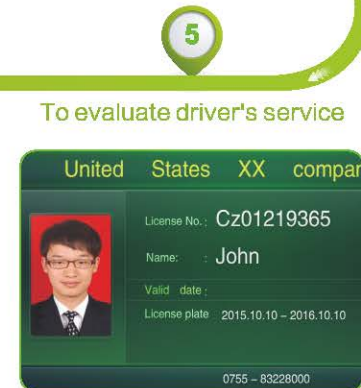 5
To evaluate driver's service
United States XX compan
License No.: Cz01219365
Name: : John
Valid date:
License plate 2015.10.10 – 2016.10.10
0755 – 83228000